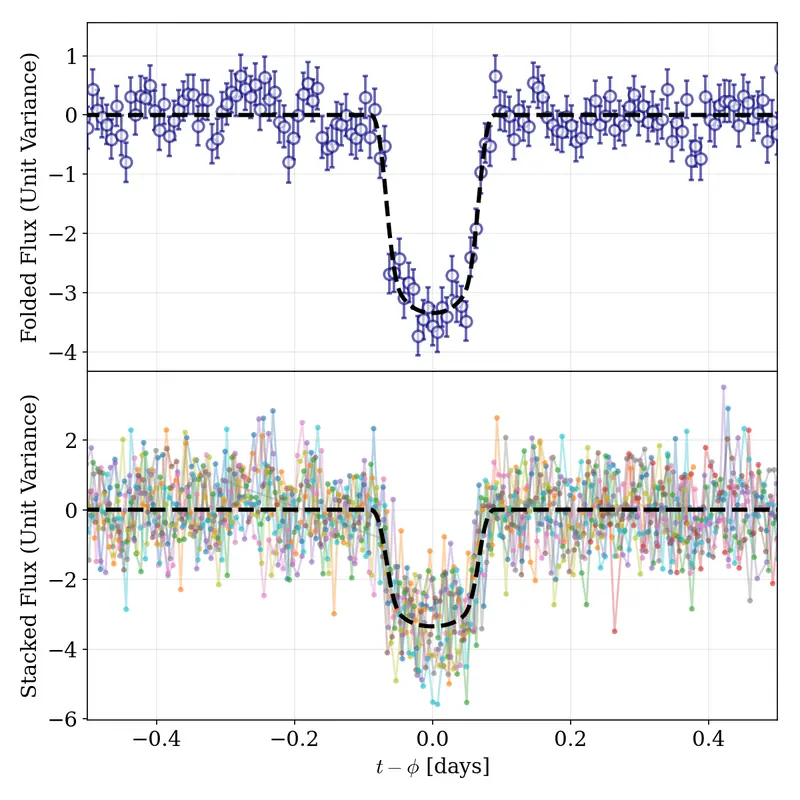 Folded Flux (Unit Variance)
1
0
−1
−2
−3
−4
Stacked Flux (Unit Variance)
2
0
−2
−4
−6
−0.4 −0.2 0.0 0.2 0.4
t − ϕ [days]